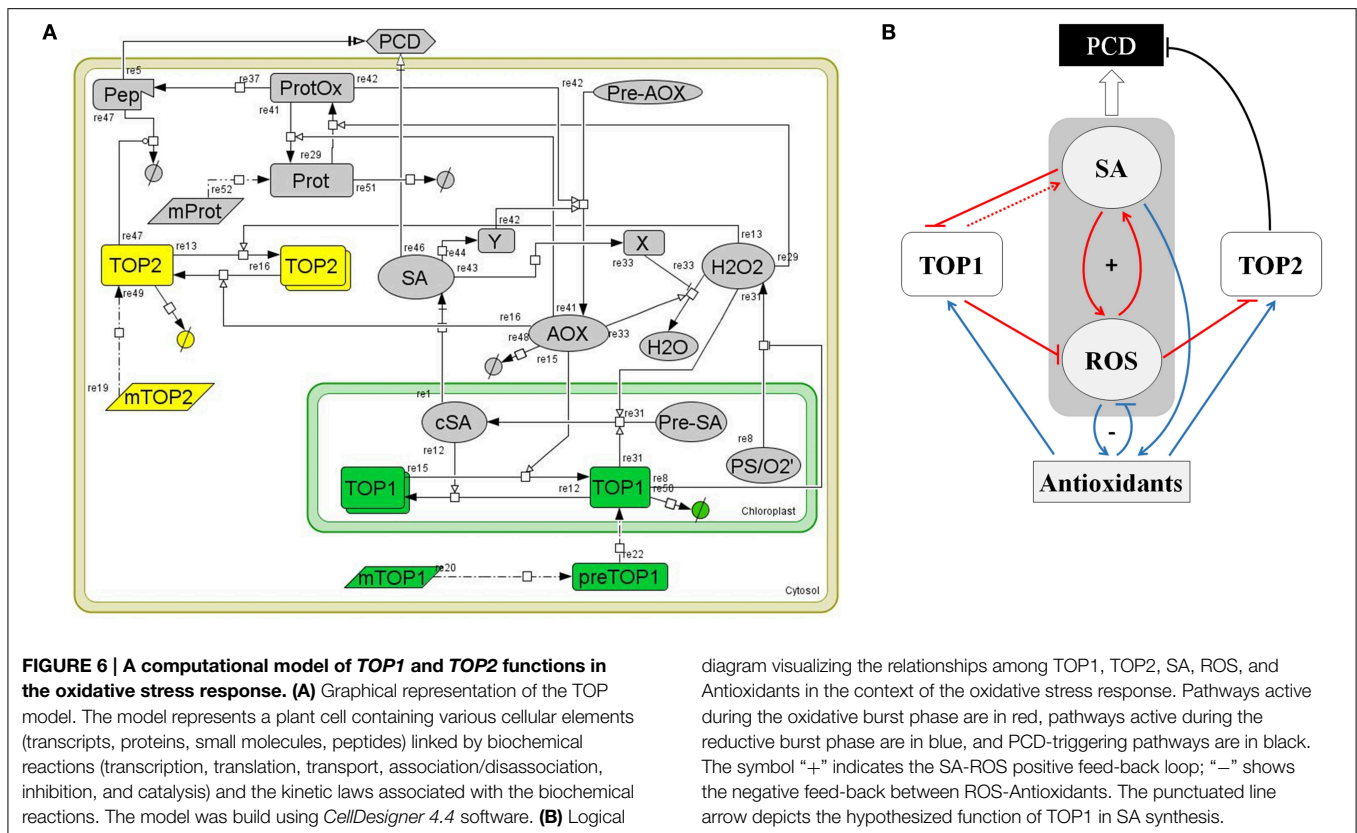 A
PCD
re5
re37
ProtOx
re42
re42
Pre-AOX
Pep
re47
re41
re29
Prot
re51
re52
mProt
re47
re13
TOP2
re16
TOP2
re49
re46
re44
Y
re42
SA
re43
X
re33
re13
re33
H2O2
re29
re31
re16
re41
AOX
re33
re48
re15
H2O
re19
mTOP2
re1
cSA
re12
re31
Pre-SA
re8
PS/O2'
re15
TOP1
re31
re12
TOP1
re8
re50
Chloroplast
re22
mTOP1
re20
preTOP1
Cytosol
B
PCD
SA
TOP1
+
TOP2
ROS
-
Antioxidants
FIGURE 6 | A computational model of TOP1 and TOP2 functions in
the oxidative stress response. (A) Graphical representation of the TOP
model. The model represents a plant cell containing various cellular elements
(transcripts, proteins, small molecules, peptides) linked by biochemical
reactions (transcription, translation, transport, association/disassociation,
inhibition, and catalysis) and the kinetic laws associated with the biochemical
reactions. The model was build using CellDesigner 4.4 software. (B) Logical
diagram visualizing the relationships among TOP1, TOP2, SA, ROS, and
Antioxidants in the context of the oxidative stress response. Pathways active
during the oxidative burst phase are in red, pathways active during the
reductive burst phase are in blue, and PCD-triggering pathways are in black.
The symbol “+” indicates the SA-ROS positive feed-back loop; “−” shows
the negative feed-back between ROS-Antioxidants. The punctuated line
arrow depicts the hypothesized function of TOP1 in SA synthesis.